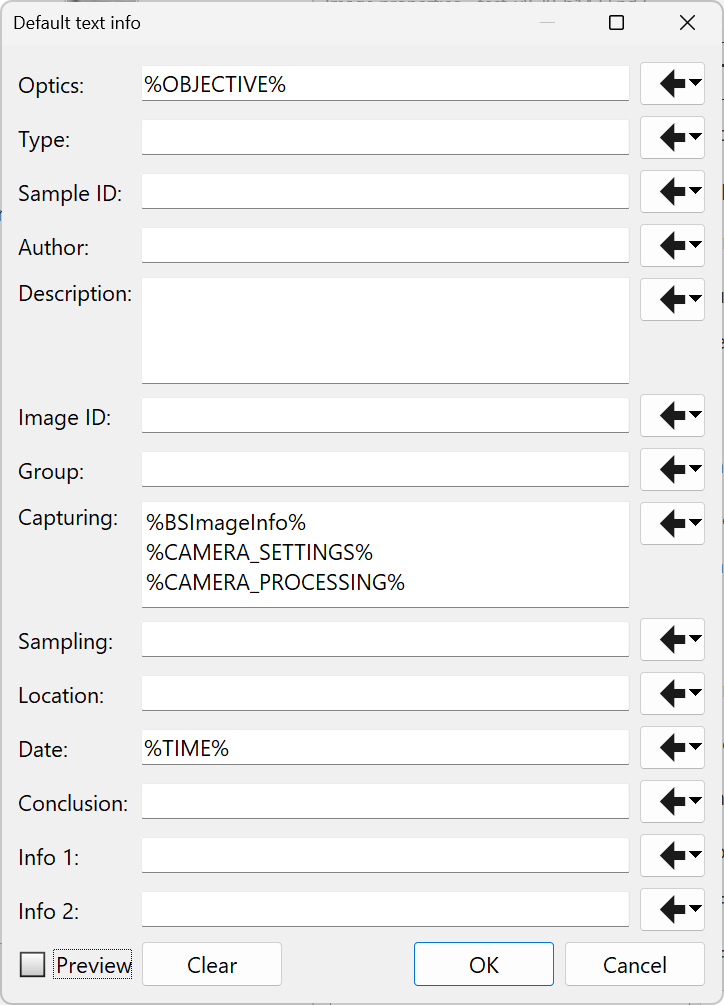 Default text info
Optics: %OBJECTIVE%
Type:
Sample ID:
Author:
Description:
Image ID:
Group:
Capturing: %BSImageInfo%
%CAMERA_SETTINGS%
%CAMERA_PROCESSING%
Sampling:
Location:
Date: %TIME%
Conclusion:
Info 1:
Info 2:
Preview Clear OK Cancel